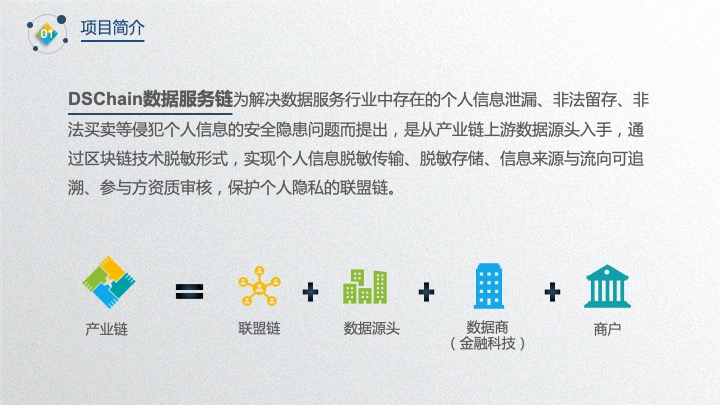 01
项目简介
DSChain数据服务链为解决数据服务行业中存在的个人信息泄漏、非法留存、非
法买卖等侵犯个人信息的安全隐患问题而提出，是从产业链上游数据源头入手，通
过区块链技术脱敏形式，实现个人信息脱敏传输、脱敏存储、信息来源与流向可追
溯、参与方资质审核，保护个人隐私的联盟链。
产业链
联盟链
数据源头
数据商
（金融科技）
商户